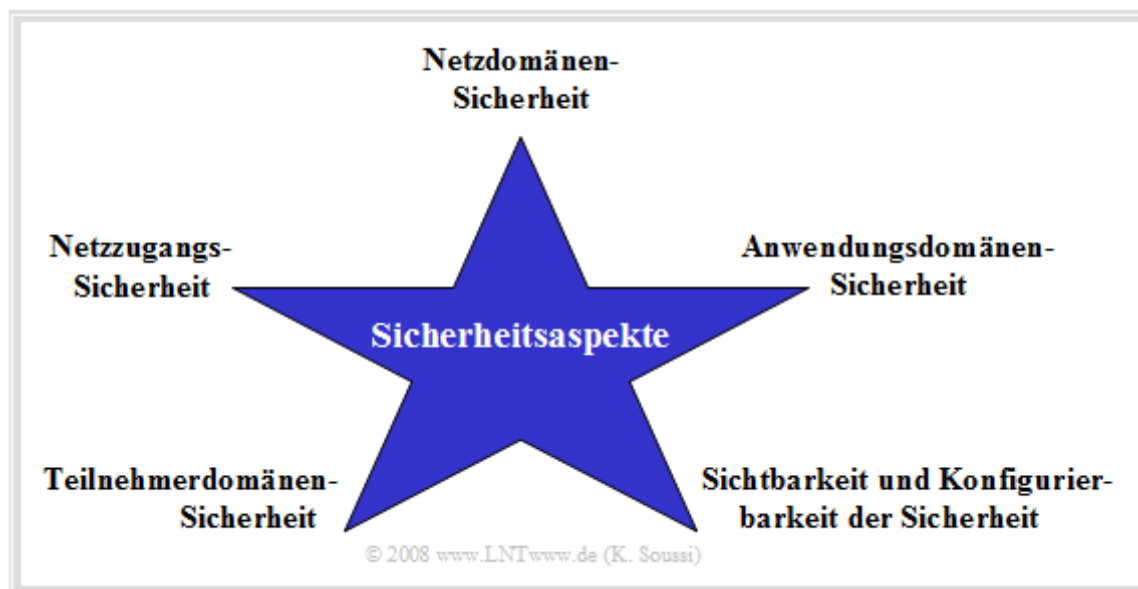 Netzdomänen-
Sicherheit
Netzzugangs-
Sicherheit
Anwendungsdomänen-
Sicherheit
Sicherheitsaspekte
Teilnehmerdomänen-
Sicherheit
Sichtbarkeit und Konfigurier-
barkeit der Sicherheit
© 2008 www.LNTwww.de (K. Soussi)